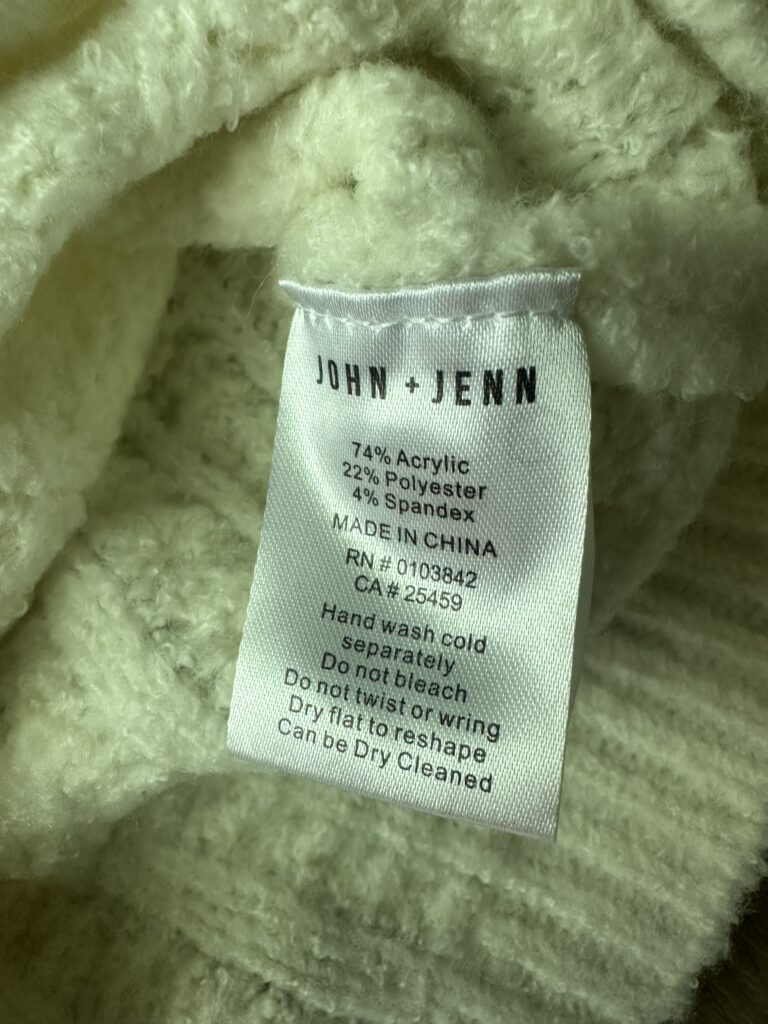 JOHN + JENN
74% Acrylic
22% Polyester
4% Spandex
MADE IN CHINA
RN # 0103842
CA # 25459
Hand wash cold
separately
Do not bleach
Do not twist or wring
Dry flat to reshape
Can be Dry Cleaned